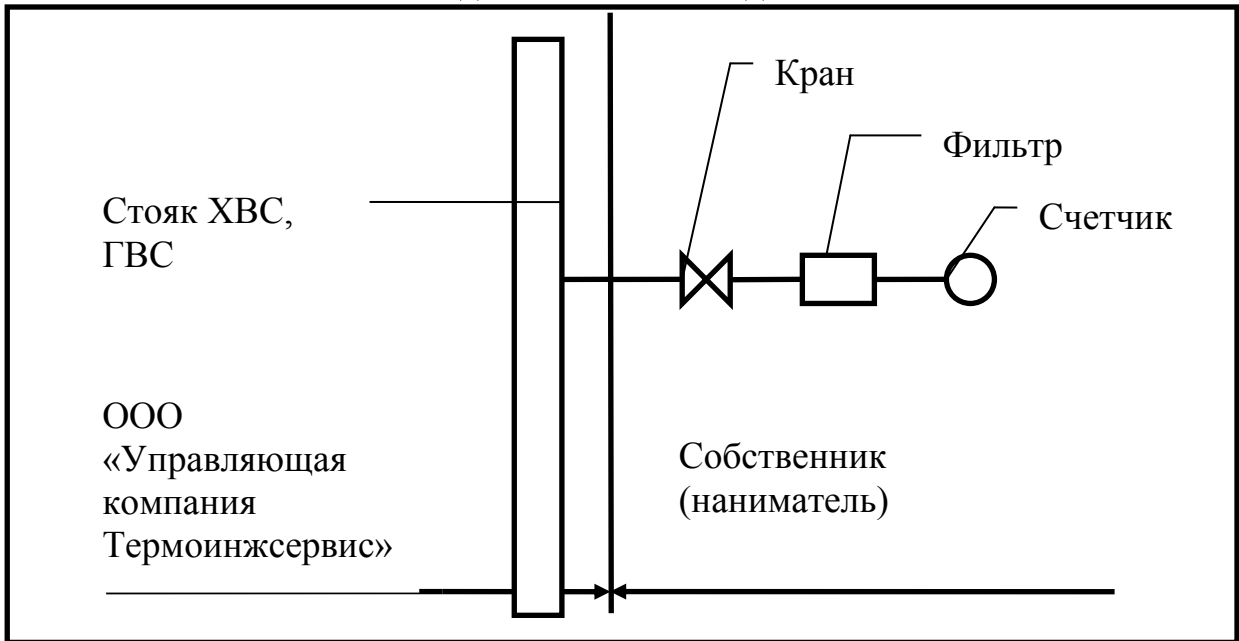 Кран
Фильтр
Стояк ХВС,
ГВС
Счетчик
ООО
«Управляющая
компания
Термоинжсервис»
Собственник
(наниматель)